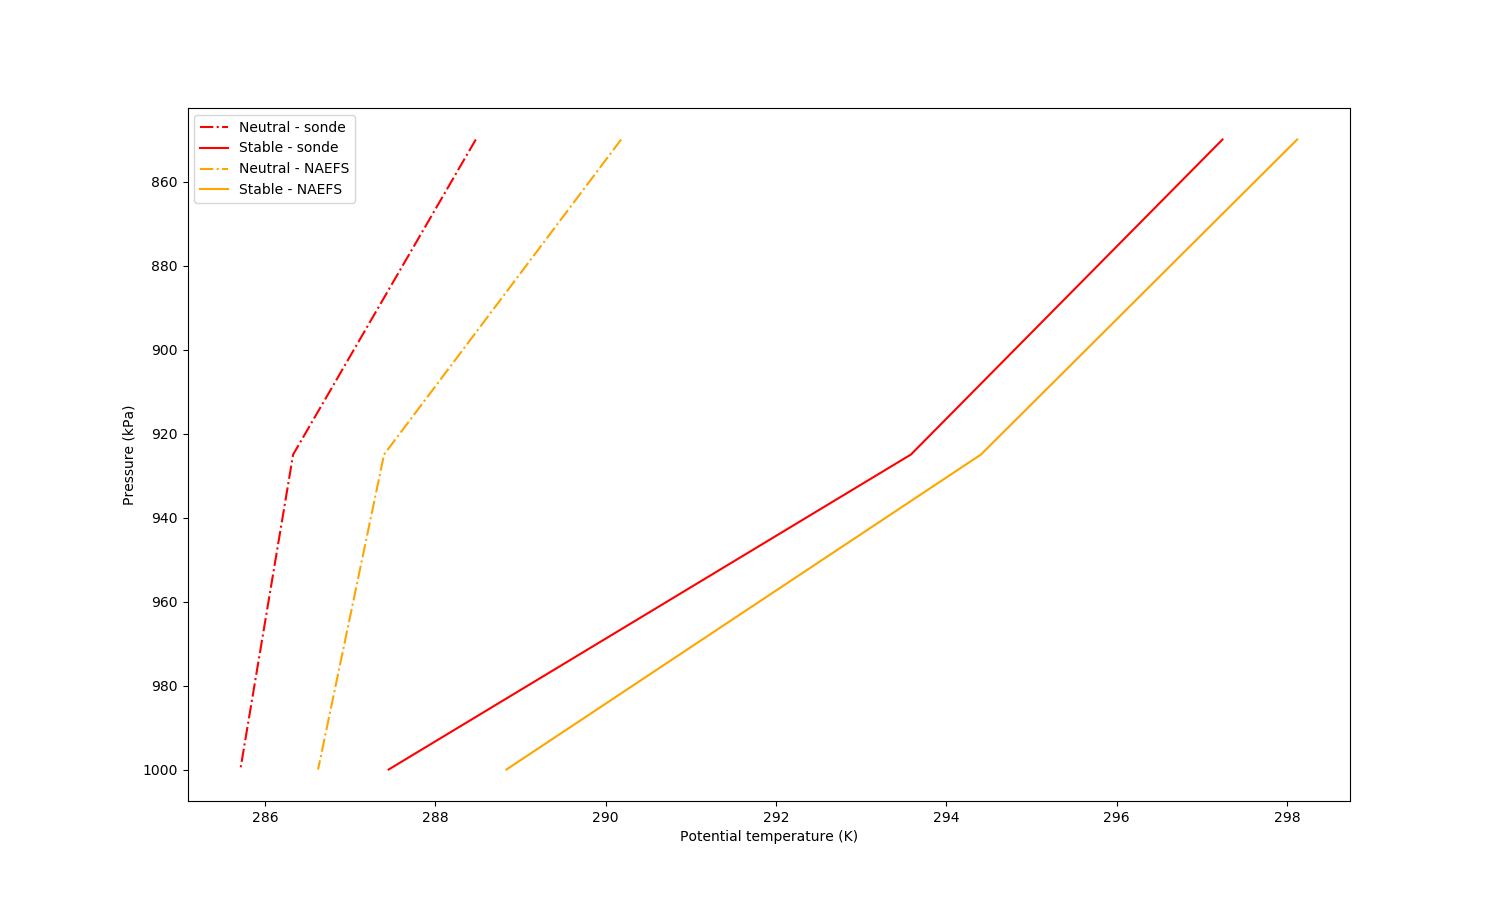 Neutral - sonde
Stable - sonde
Neutral - NAEFS
Stable - NAEFS
860
880
900
920
940
960
980
1000
Pressure (kPa)
286 288 290 292 294 296 298
Potential temperature (K)